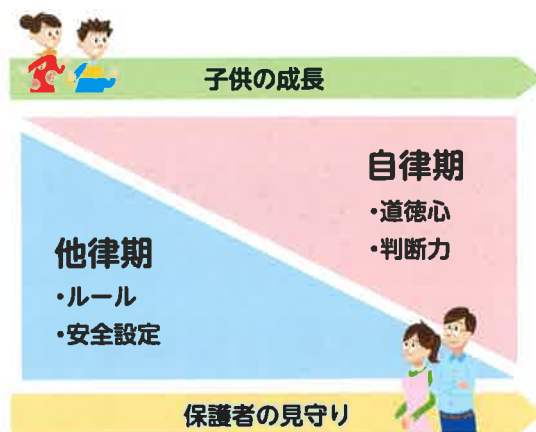 子供の成長
自律期
・道徳心
・判断力
他律期
・ルール
・安全設定
保護者の見守り